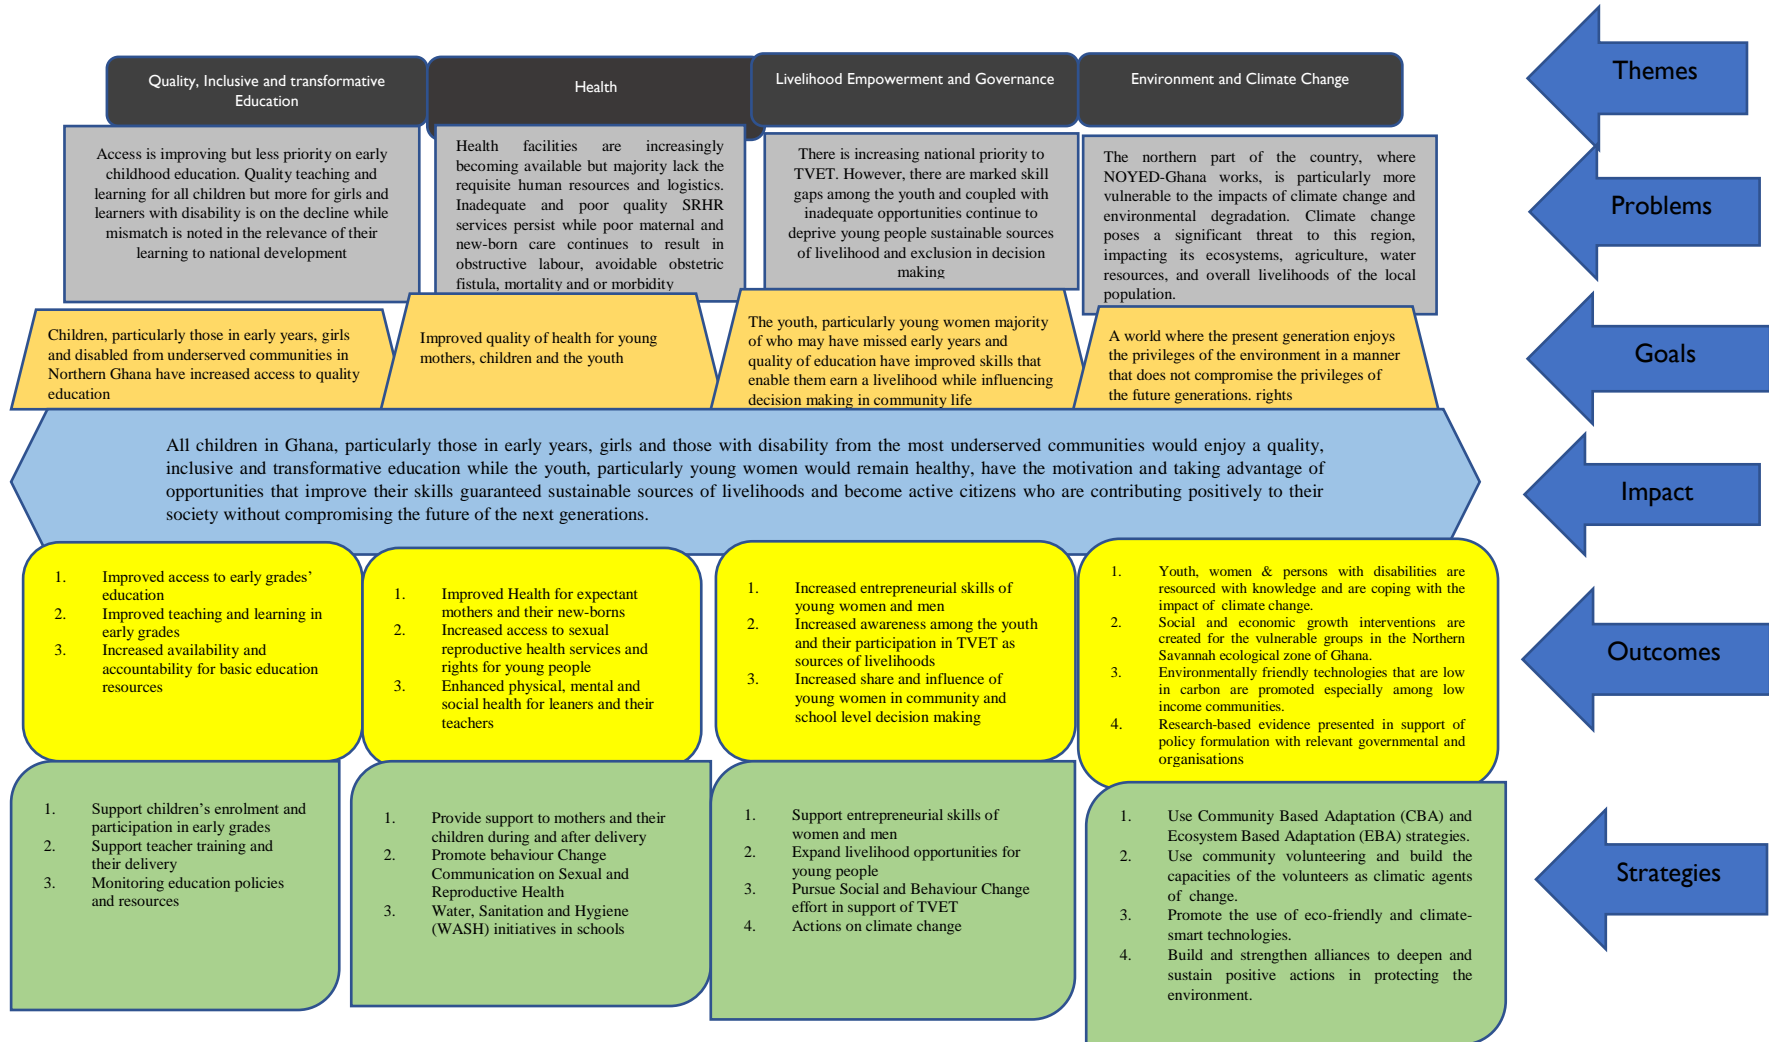 Quality, Inclusive and transformative
Education
Health
Livelihood Empowerment and Governance
Environment and Climate Change
Themes
Access is improving but less priority on early
childhood education. Quality teaching and
learning for all children but more for girls and
learners with disability is on the decline while
mismatch is noted in the relevance of their
learning to national development
Health facilities are increasingly
becoming available but majority lack the
requisite human resources and logistics.
Inadequate and poor quality SRHR
services persist while poor maternal and
new-born care continues to result in
obstructive labour, avoidable obstetric
fistula, mortality and or morbidity
There is increasing national priority to
TVET. However, there are marked skill
gaps among the youth and coupled with
inadequate opportunities continue to
deprive young people sustainable sources
of livelihood and exclusion in decision
making
The northern part of the country, where
NOYED-Ghana works, is particularly more
vulnerable to the impacts of climate change and
environmental degradation. Climate change
poses a significant threat to this region,
impacting its ecosystems, agriculture, water
resources, and overall livelihoods of the local
population.
Problems
Children, particularly those in early years, girls
and disabled from underserved communities in
Northern Ghana have increased access to quality
education
Improved quality of health for young
mothers, children and the youth
The youth, particularly young women majority
of who may have missed early years and
quality of education have improved skills that
enable them earn a livelihood while influencing
decision making in community life
A world where the present generation enjoys
the privileges of the environment in a manner
that does not compromise the privileges of
the future generations. rights
Goals
All children in Ghana, particularly those in early years, girls and those with disability from the most underserved communities would enjoy a quality,
inclusive and transformative education while the youth, particularly young women would remain healthy, have the motivation and taking advantage of
opportunities that improve their skills guaranteed sustainable sources of livelihoods and become active citizens who are contributing positively to their
society without compromising the future of the next generations.
Impact
1. Improved access to early grades’
education
2. Improved teaching and learning in
early grades
3. Increased availability and
accountability for basic education
resources
1. Improved Health for expectant
mothers and their new-borns
2. Increased access to sexual
reproductive health services and
rights for young people
3. Enhanced physical, mental and
social health for leaners and their
teachers
1. Increased entrepreneurial skills of
young women and men
2. Increased awareness among the youth
and their participation in TVET as
sources of livelihoods
3. Increased share and influence of
young women in community and
school level decision making
1. Youth, women & persons with disabilities are
resourced with knowledge and are coping with the
impact of climate change.
2. Social and economic growth interventions are
created for the vulnerable groups in the Northern
Savannah ecological zone of Ghana.
3. Environmentally friendly technologies that are low
in carbon are promoted especially among low
income communities.
4. Research-based evidence presented in support of
policy formulation with relevant governmental and
organisations
Outcomes
1. Support children’s enrolment and
participation in early grades
2. Support teacher training and
their delivery
3. Monitoring education policies
and resources
1. Provide support to mothers and their
children during and after delivery
2. Promote behaviour Change
Communication on Sexual and
Reproductive Health
3. Water, Sanitation and Hygiene
(WASH) initiatives in schools
1. Support entrepreneurial skills of
women and men
2. Expand livelihood opportunities for
young people
3. Pursue Social and Behaviour Change
effort in support of TVET
4. Actions on climate change
1. Use Community Based Adaptation (CBA) and
Ecosystem Based Adaptation (EBA) strategies.
2. Use community volunteering and build the
capacities of the volunteers as climatic agents
of change.
3. Promote the use of eco-friendly and climate-
smart technologies.
4. Build and strengthen alliances to deepen and
sustain positive actions in protecting the
environment.
Strategies